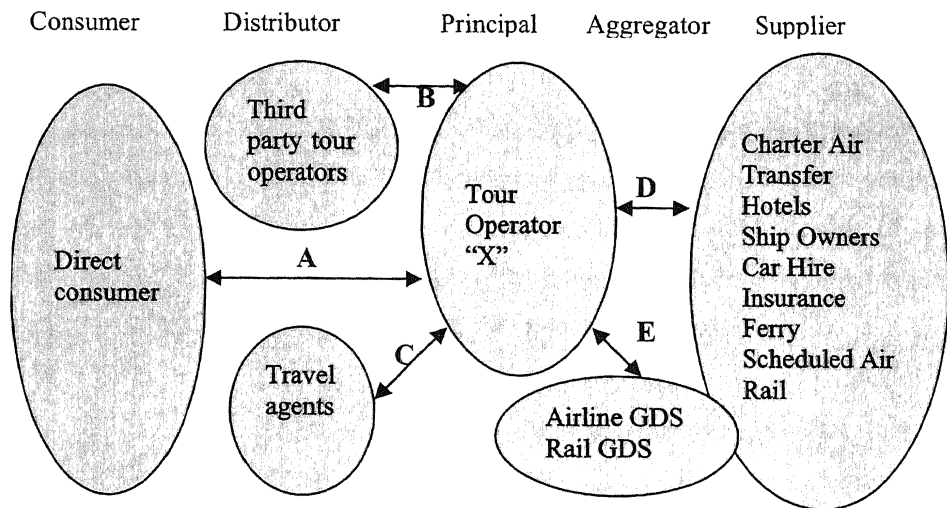 Consumer Distributor Principal Aggregator Supplier
Third
party tour
operators
B
Tour
Operator
“X”
D
Charter Air
Transfer
Hotels
Ship Owners
Car Hire
Insurance
Ferry
Scheduled Air
Rail
Direct
consumer
A
C
E
Travel
agents
Airline GDS
Rail GDS